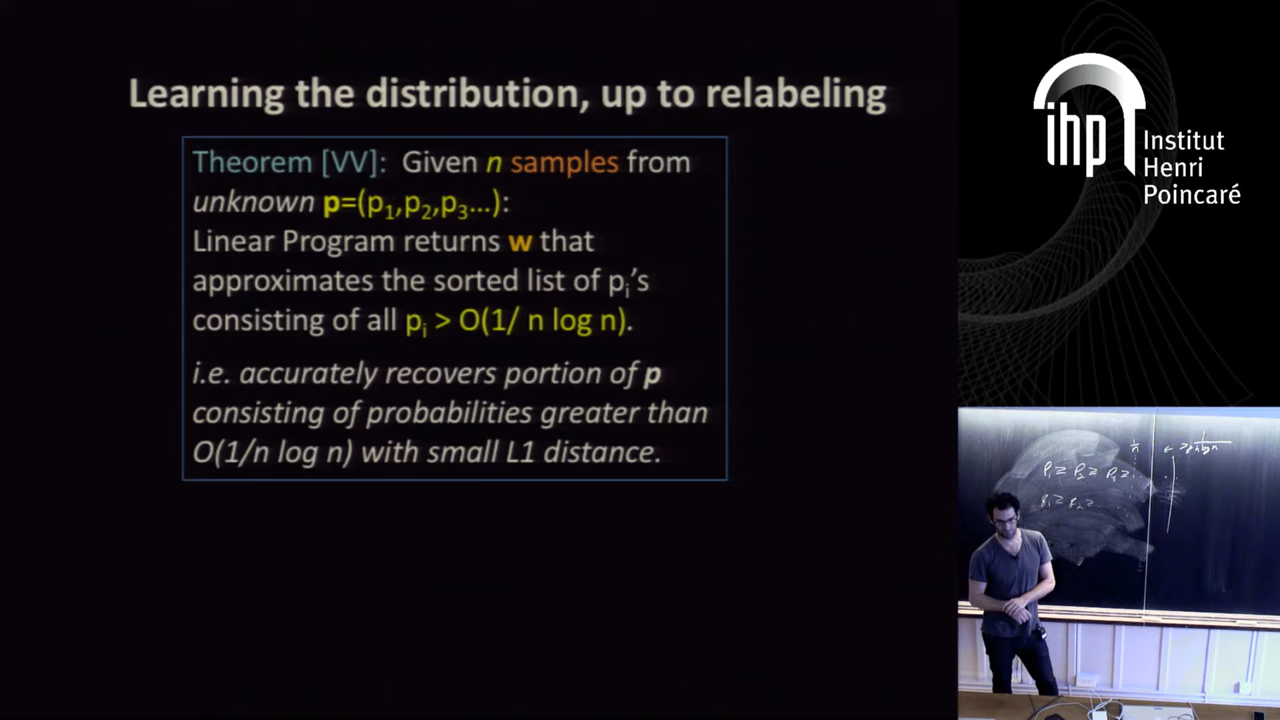 Learning the distribution, up to relabeling
Theorem [VV]: Given n samples from
unknown p=(p₁,p₂,p₃...):
Linear Program returns w that
approximates the sorted list of pᵢ’s
consisting of all pᵢ > O(1/ n log n).
i.e. accurately recovers portion of p
consisting of probabilities greater than
O(1/n log n) with small L1 distance.
ihp
Institut
Henri
Poincaré